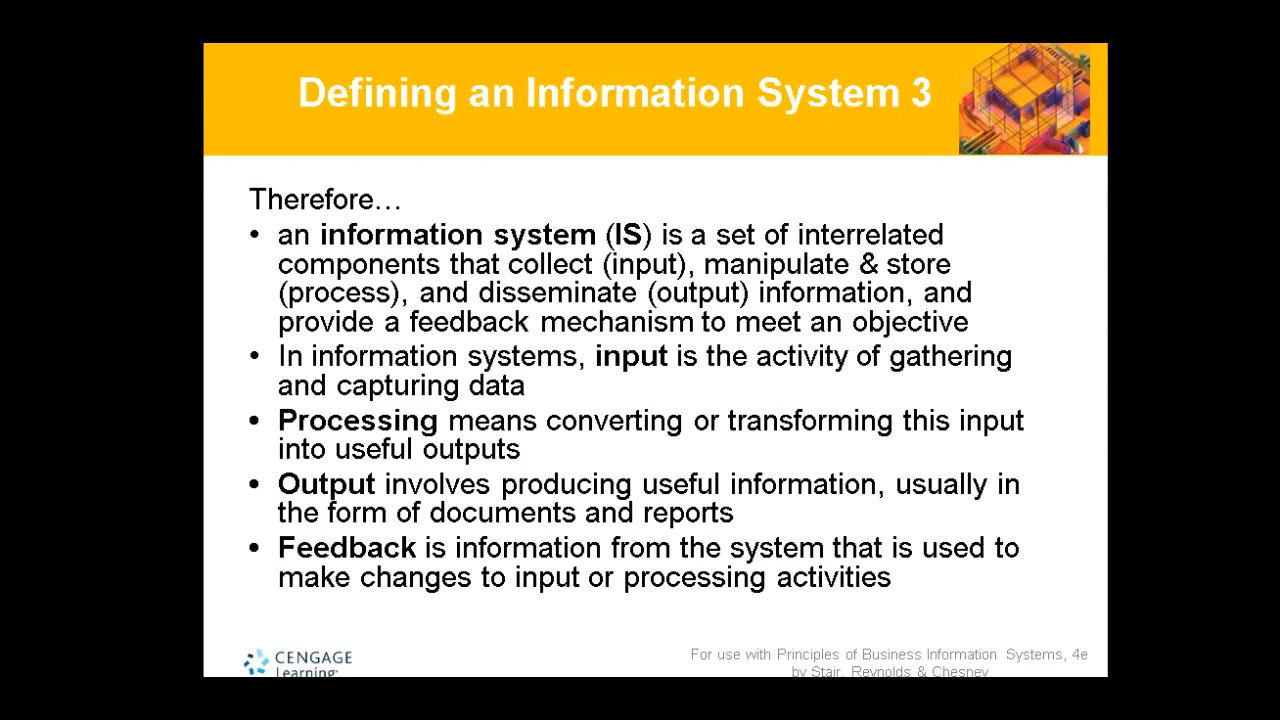 Defining an Information System 3
Therefore…
• an information system (IS) is a set of interrelated
components that collect (input), manipulate & store
(process), and disseminate (output) information, and
provide a feedback mechanism to meet an objective
• In information systems, input is the activity of gathering
and capturing data
• Processing means converting or transforming this input
into useful outputs
• Output involves producing useful information, usually in
the form of documents and reports
• Feedback is information from the system that is used to
make changes to input or processing activities
CENGAGE
Learning
For use with Principles of Business Information Systems, 4e
by Stair, Reynolds & Chesney